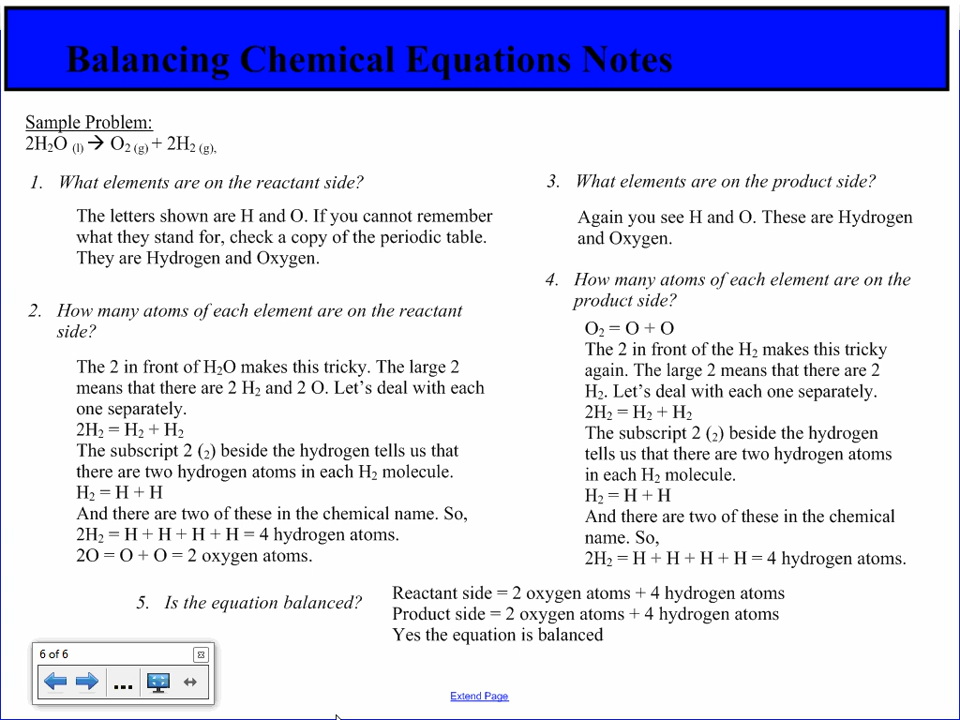 Balancing Chemical Equations Notes
Sample Problem:
2H₂O (l) → O₂ (g) + 2H₂ (g),
1. What elements are on the reactant side?
The letters shown are H and O. If you cannot remember
what they stand for, check a copy of the periodic table.
They are Hydrogen and Oxygen.
2. How many atoms of each element are on the reactant
side?
The 2 in front of H₂O makes this tricky. The large 2
means that there are 2 H₂ and 2 O. Let's deal with each
one separately.
2H₂ = H₂ + H₂
The subscript 2 (₂) beside the hydrogen tells us that
there are two hydrogen atoms in each H₂ molecule.
H₂ = H + H
And there are two of these in the chemical name. So,
2H₂ = H + H + H + H = 4 hydrogen atoms.
2O = O + O = 2 oxygen atoms.
3. What elements are on the product side?
Again you see H and O. These are Hydrogen
and Oxygen.
4. How many atoms of each element are on the
product side?
O₂ = O + O
The 2 in front of the H₂ makes this tricky
again. The large 2 means that there are 2
H₂. Let's deal with each one separately.
2H₂ = H₂ + H₂
The subscript 2 (₂) beside the hydrogen
tells us that there are two hydrogen atoms
in each H₂ molecule.
H₂ = H + H
And there are two of these in the chemical
name. So,
2H₂ = H + H + H + H = 4 hydrogen atoms.
5. Is the equation balanced?
Reactant side = 2 oxygen atoms + 4 hydrogen atoms
Product side = 2 oxygen atoms + 4 hydrogen atoms
Yes the equation is balanced
6 of 6
...
Extend Page